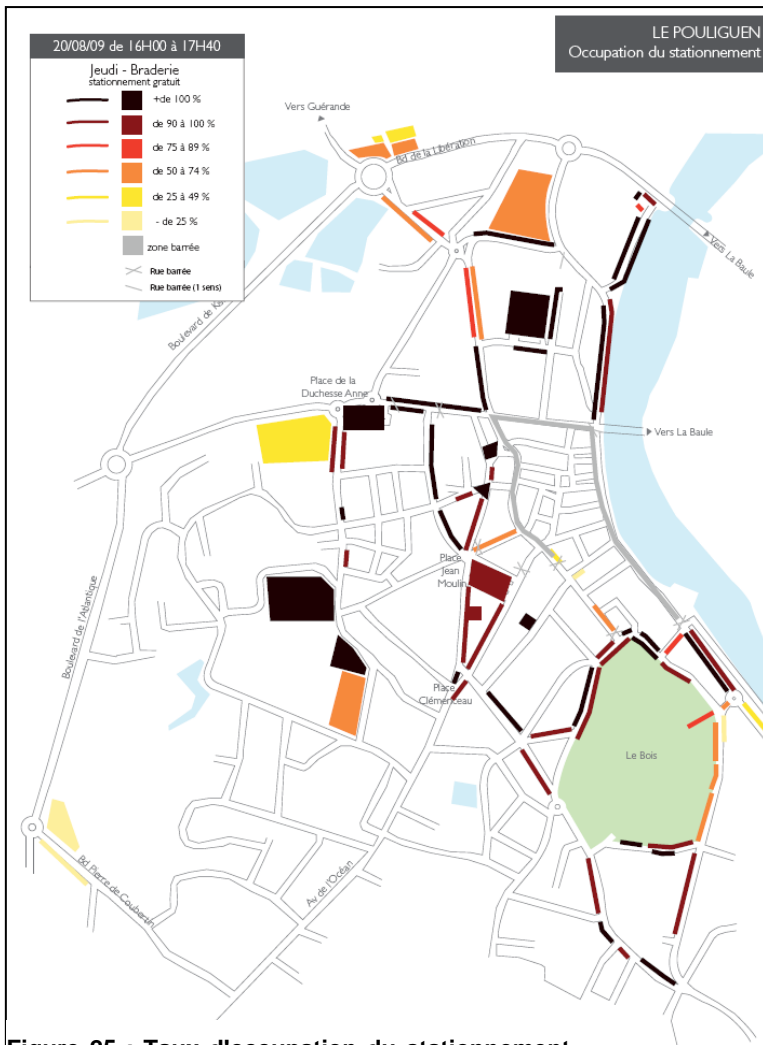 20/08/09 de 16H00 à 17H40
Jeudi - Braderie
stationnement gratuit
+de 100 %
de 90 à 100 %
de 75 à 89 %
de 50 à 74 %
de 25 à 49 %
- de 25 %
zone barrée
Rue barrée
Rue barrée (1 sens)
LE POULIGUEN
Occupation du stationnement
Vers Guérande
Bd de la Libération
Vers La Baule
Boulevard de
Place de la
Duchesse Anne
Vers La Baule
Place
Jean
Moulin
Boulevard de l'Atlantique
Place
Clémenceau
Le Bois
Bd Pierre de Coubertin
Av de l'Océan
Figure 25 : Taux d'occupation du stationnement